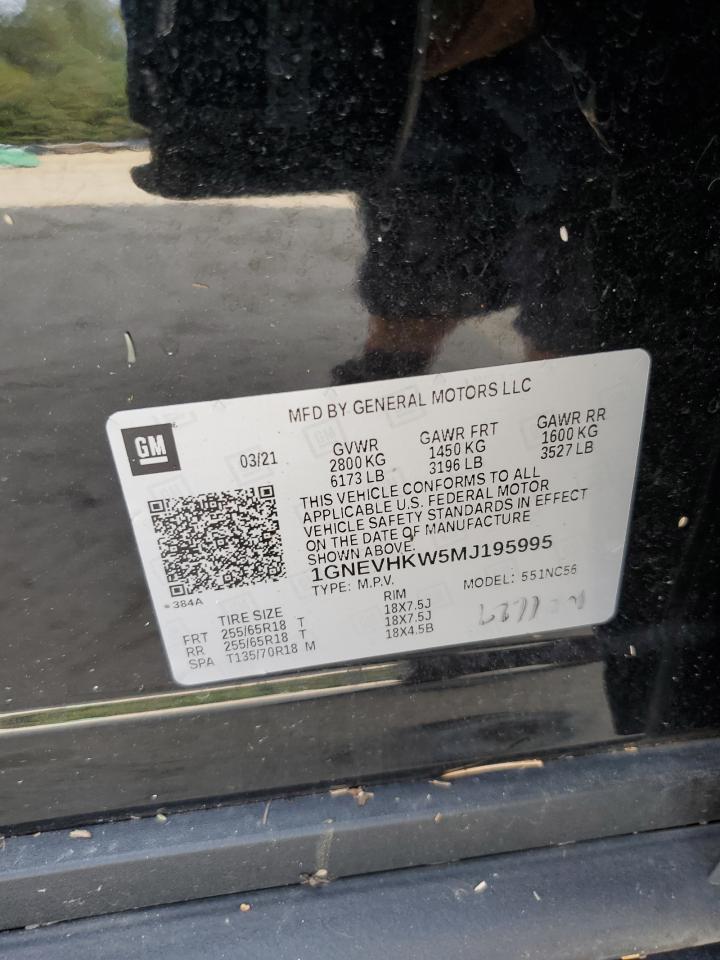 MFD BY GENERAL MOTORS LLC
GM
03/21
GVWR GAWR FRT GAWR RR
2800 KG 1450 KG 1600 KG
6173 LB 3196 LB 3527 LB
THIS VEHICLE CONFORMS TO ALL
APPLICABLE U.S. FEDERAL MOTOR
VEHICLE SAFETY STANDARDS IN EFFECT
ON THE DATE OF MANUFACTURE
SHOWN ABOVE.
1GNEVHKW5MJ195995
TYPE: M.P.V. MODEL: 551NC56
384A
TIRE SIZE RIM
FRT 255/65R18 T 18X7.5J
RR 255/65R18 T 18X7.5J
SPA T135/70R18 M 18X4.5B